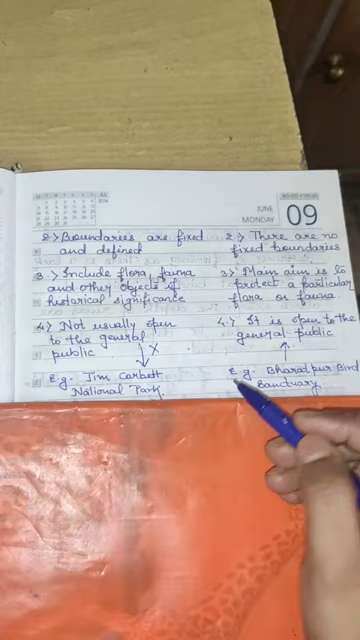 JUNE
MONDAY
09
2.) Boundaries are fixed
and defined
3.) Include flora, fauna
and other objects of
historical significance
4.) Not usually open
to the general
public
X
E.g. Jim Corbett
National Park.
2.) There are no
fixed boundaries
3.) Main aim is to
protect a particular
flora or fauna.
4.) It is open to the
general public
E.g. Bharatpur Bird
Sanctuary.